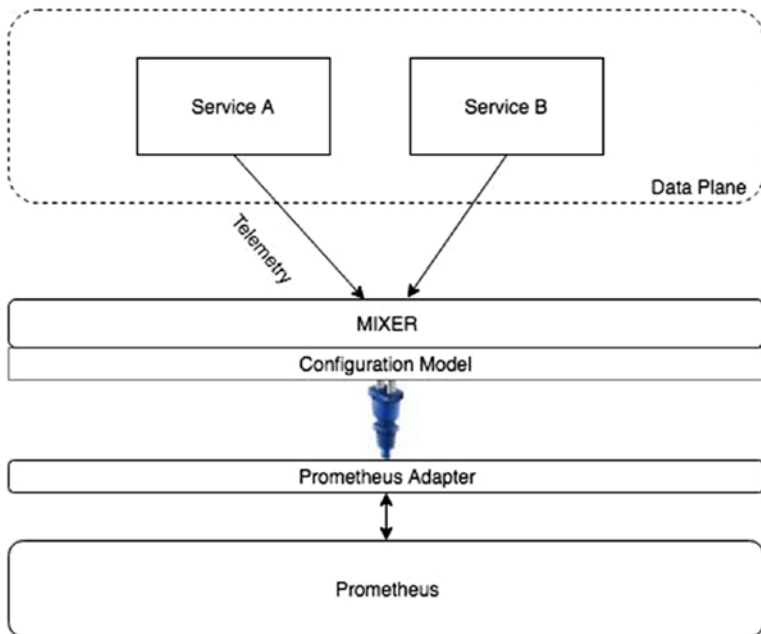 Service A
Service B
Data Plane
Telemetry
MIXER
Configuration Model
Prometheus Adapter
Prometheus